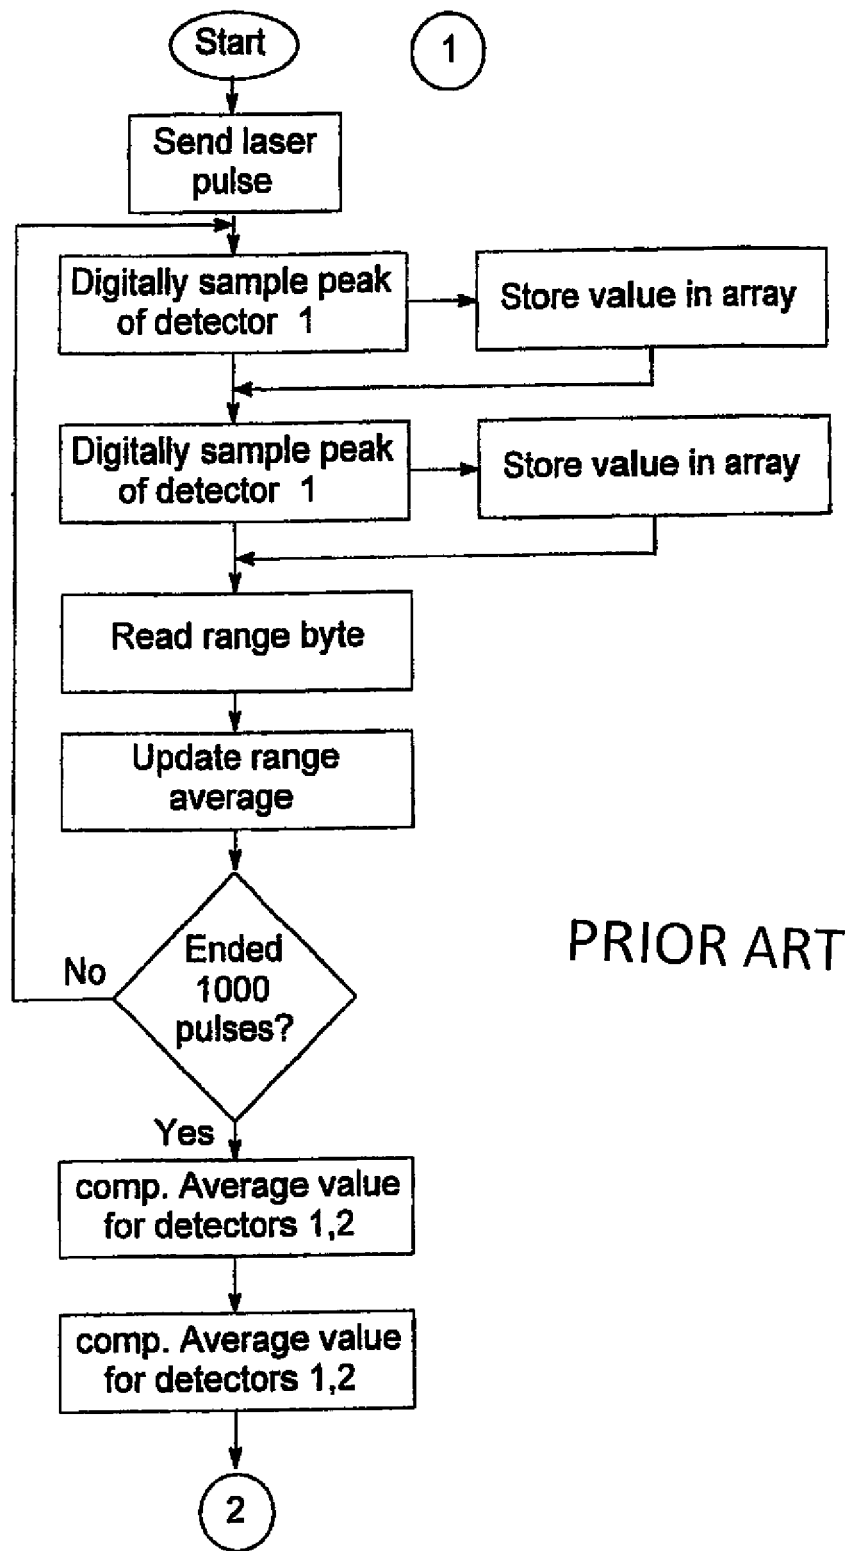 Start
1
Send laser
pulse
Digitally sample peak
of detector 1
Store value in array
Digitally sample peak
of detector 1
Store value in array
Read range byte
Update range
average
Ended
1000
pulses?
No
PRIOR ART
Yes
comp. Average value
for detectors 1,2
comp. Average value
for detectors 1,2
2